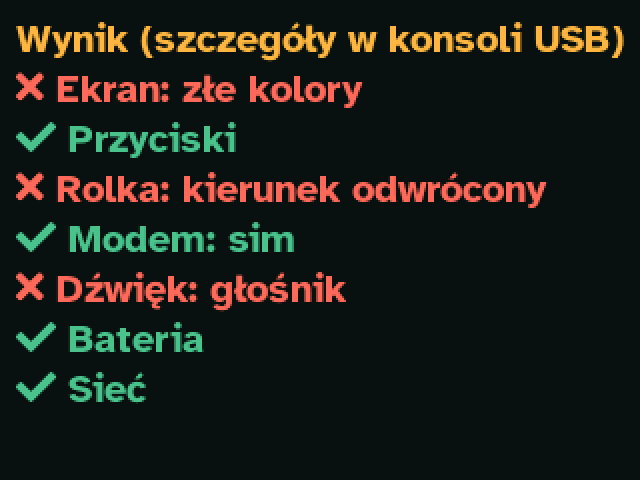 Wynik (szczegóły w konsoli USB)
✗ Ekran: złe kolory
✓ Przyciski
✗ Rolka: kierunek odwrócony
✓ Modem: sim
✗ Dźwięk: głośnik
✓ Bateria
✓ Sieć